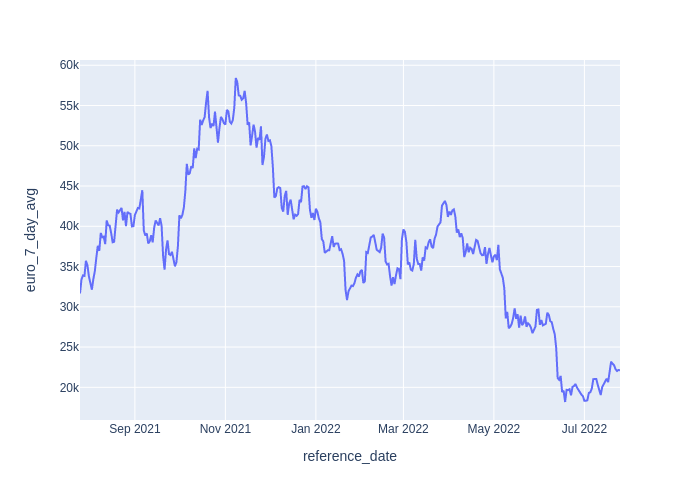 60k
55k
50k
45k
40k
35k
30k
25k
20k
euro_7_day_avg
Sep 2021
Nov 2021
Jan 2022
Mar 2022
May 2022
Jul 2022
reference_date